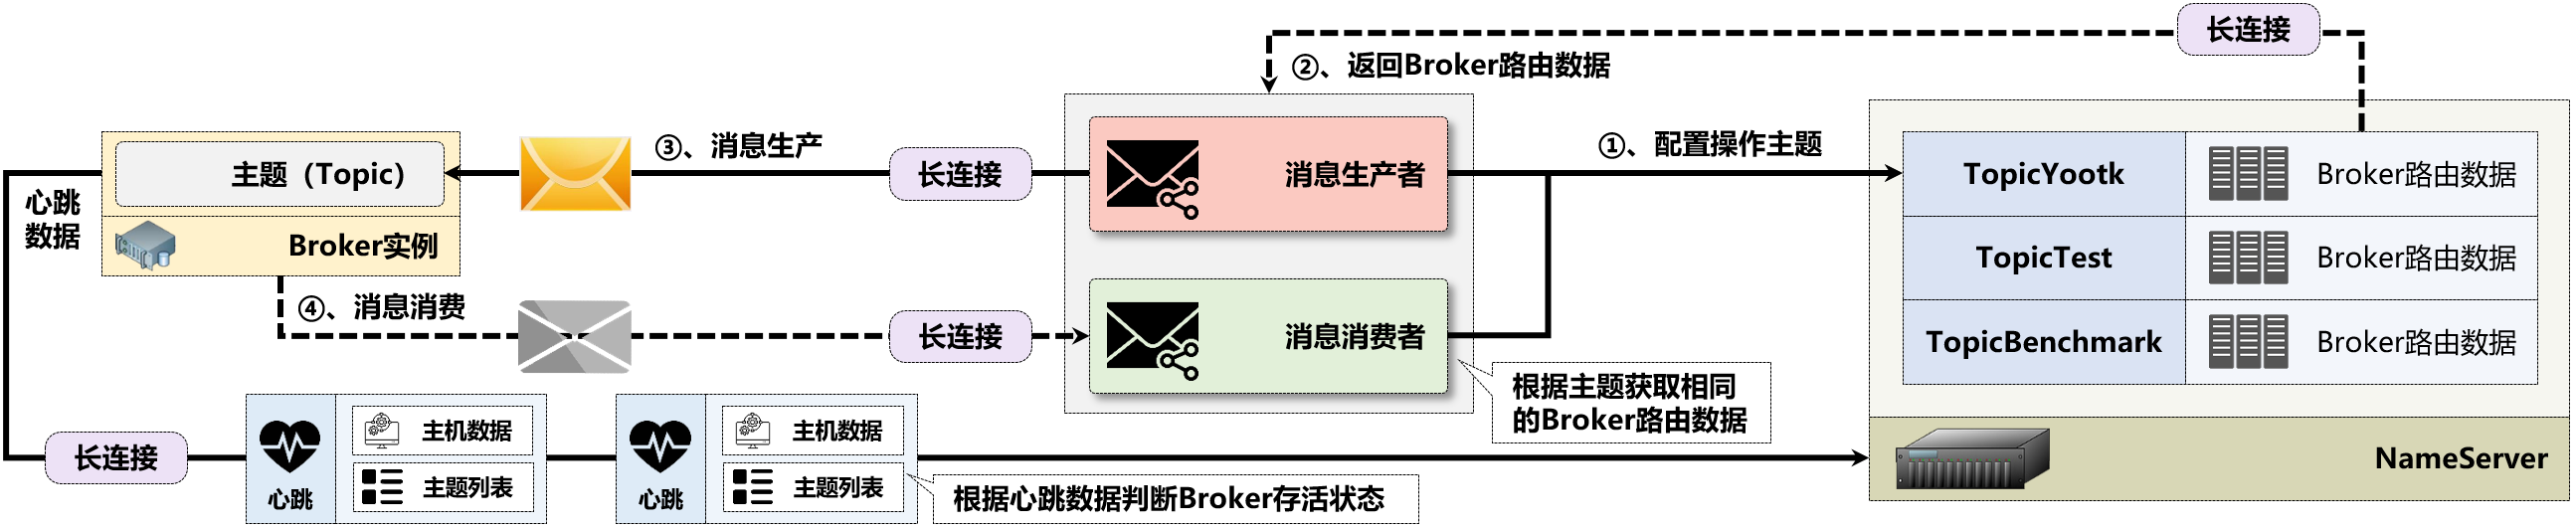 长连接
②、返回Broker路由数据
③、消息生产
①、配置操作主题
主题（Topic）
长连接
消息生产者
TopicYootk
Broker路由数据
心跳
数据
Broker实例
TopicTest
Broker路由数据
④、消息消费
长连接
消息消费者
TopicBenchmark
Broker路由数据
根据主题获取相同
的Broker路由数据
长连接
心跳
主机数据
主题列表
心跳
主机数据
主题列表
根据心跳数据判断Broker存活状态
NameServer